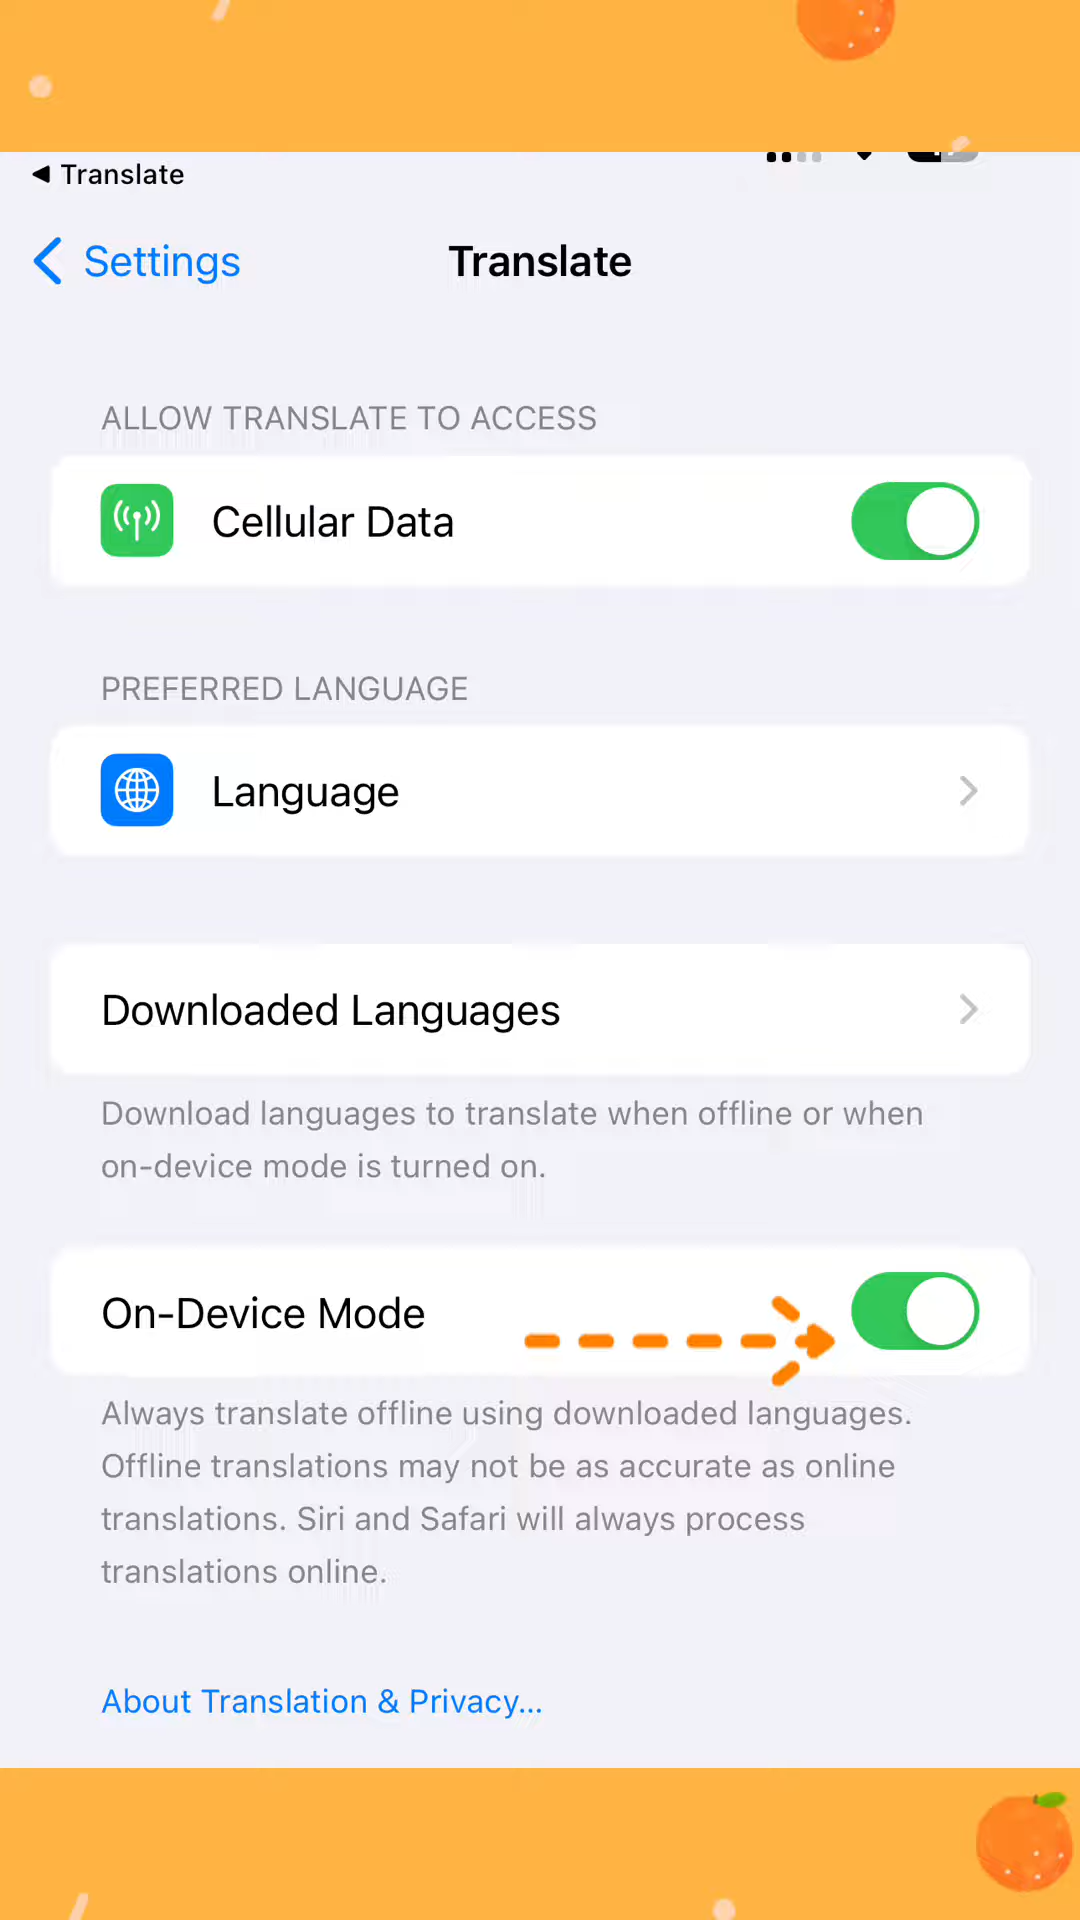 Translate
Settings
Translate
ALLOW TRANSLATE TO ACCESS
Cellular Data
PREFERRED LANGUAGE
Language
Downloaded Languages
Download languages to translate when offline or when
on-device mode is turned on.
On-Device Mode
Always translate offline using downloaded languages.
Offline translations may not be as accurate as online
translations. Siri and Safari will always process
translations online.
About Translation & Privacy...